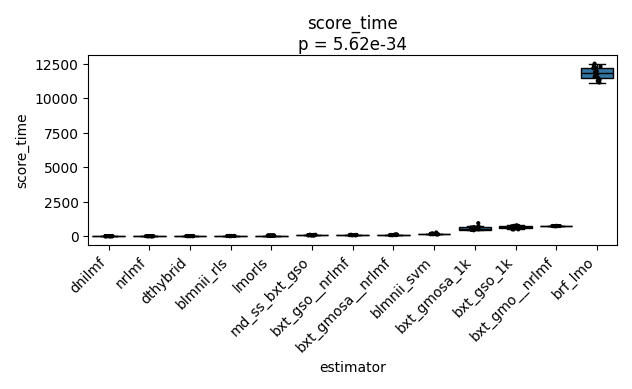 score_time
p = 5.62e-34
score_time
12500
10000
7500
5000
2500
0
dnilmf
nrlmf
dthybrid
blmnii_rls
lmorls
md_ss_bxt_gso
bxt_gso__nrlmf
bxt_gmosa__nrlmf
blmnii_svm
bxt_gmosa_1k
bxt_gso_1k
bxt_gmo__nrlmf
brf_lmo
estimator